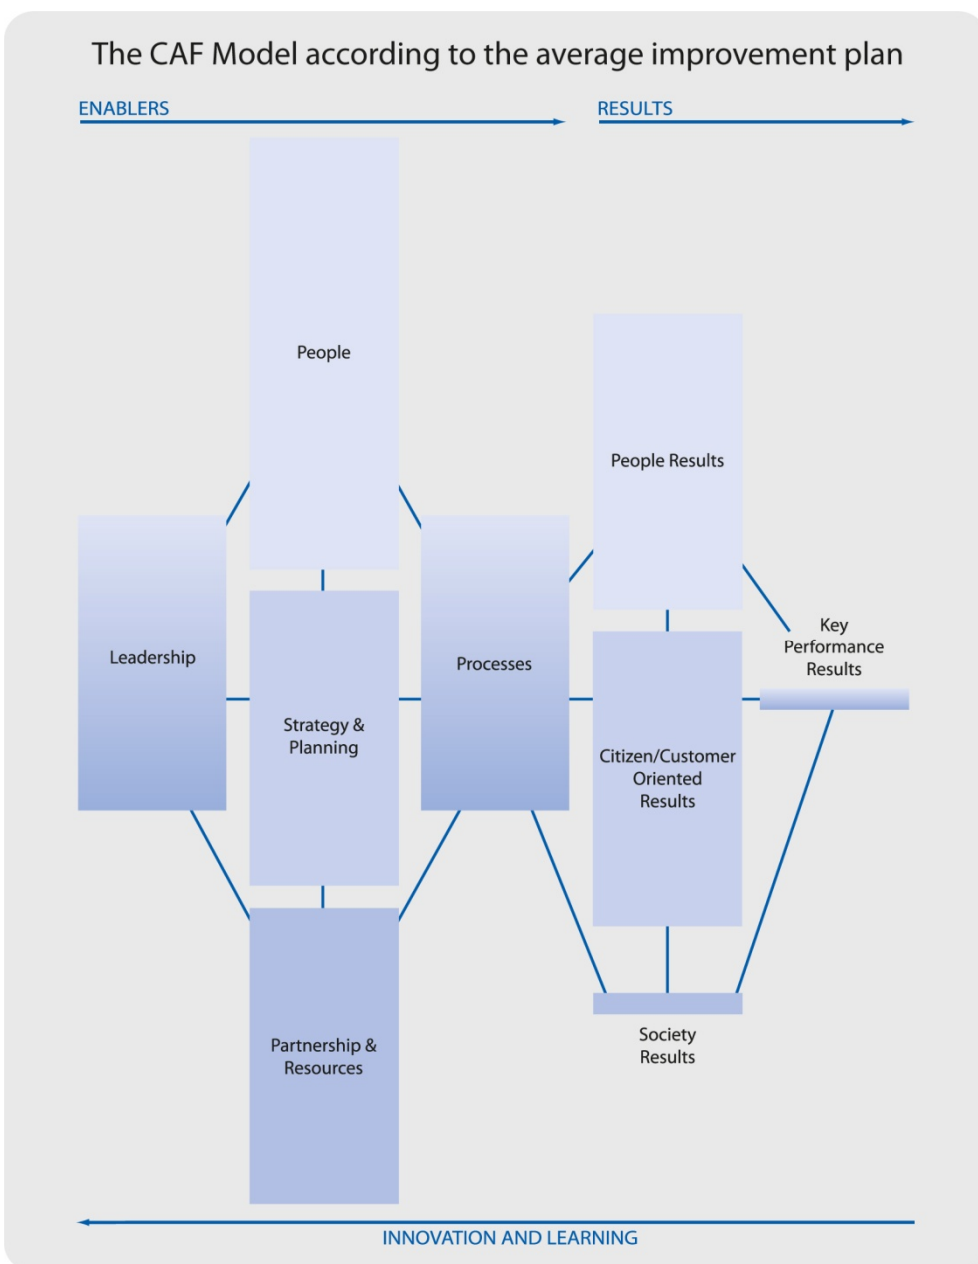 The CAF Model according to the average improvement plan
ENABLERS
RESULTS
People
People Results
Leadership
Processes
Key
Performance
Results
Strategy &
Planning
Citizen/Customer
Oriented
Results
Partnership &
Resources
Society
Results
INNOVATION AND LEARNING